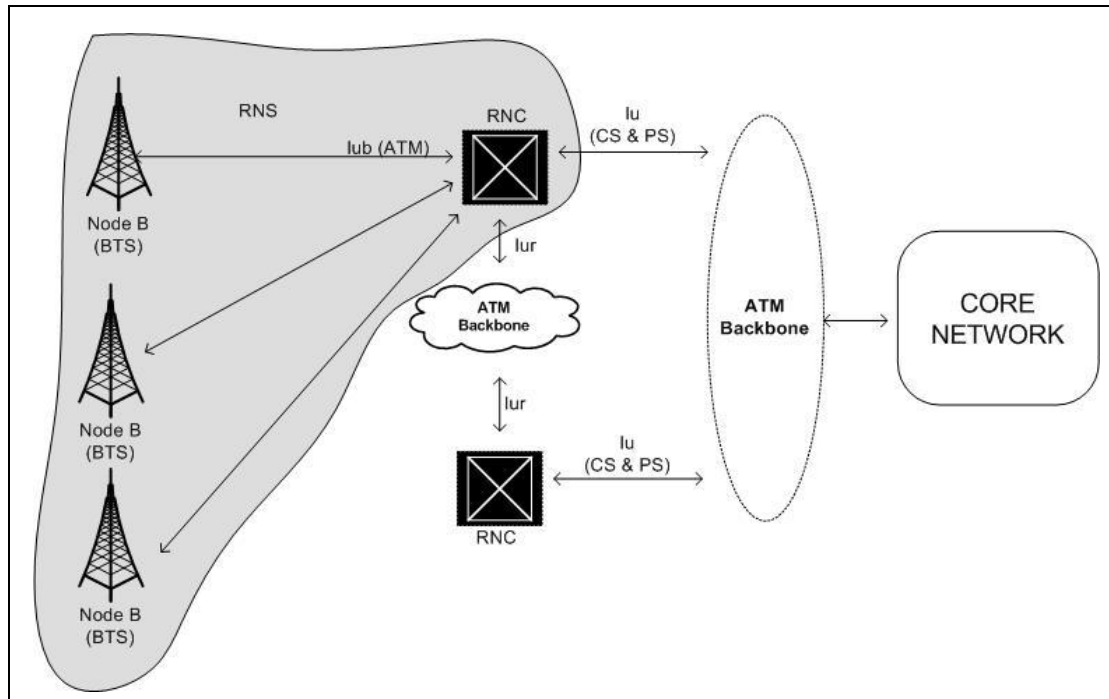 RNS
RNC
Iu
(CS & PS)
Iub (ATM)
Node B
(BTS)
Iur
ATM
Backbone
ATM
Backbone
CORE
NETWORK
Node B
(BTS)
Iur
Iu
(CS & PS)
RNC
Node B
(BTS)